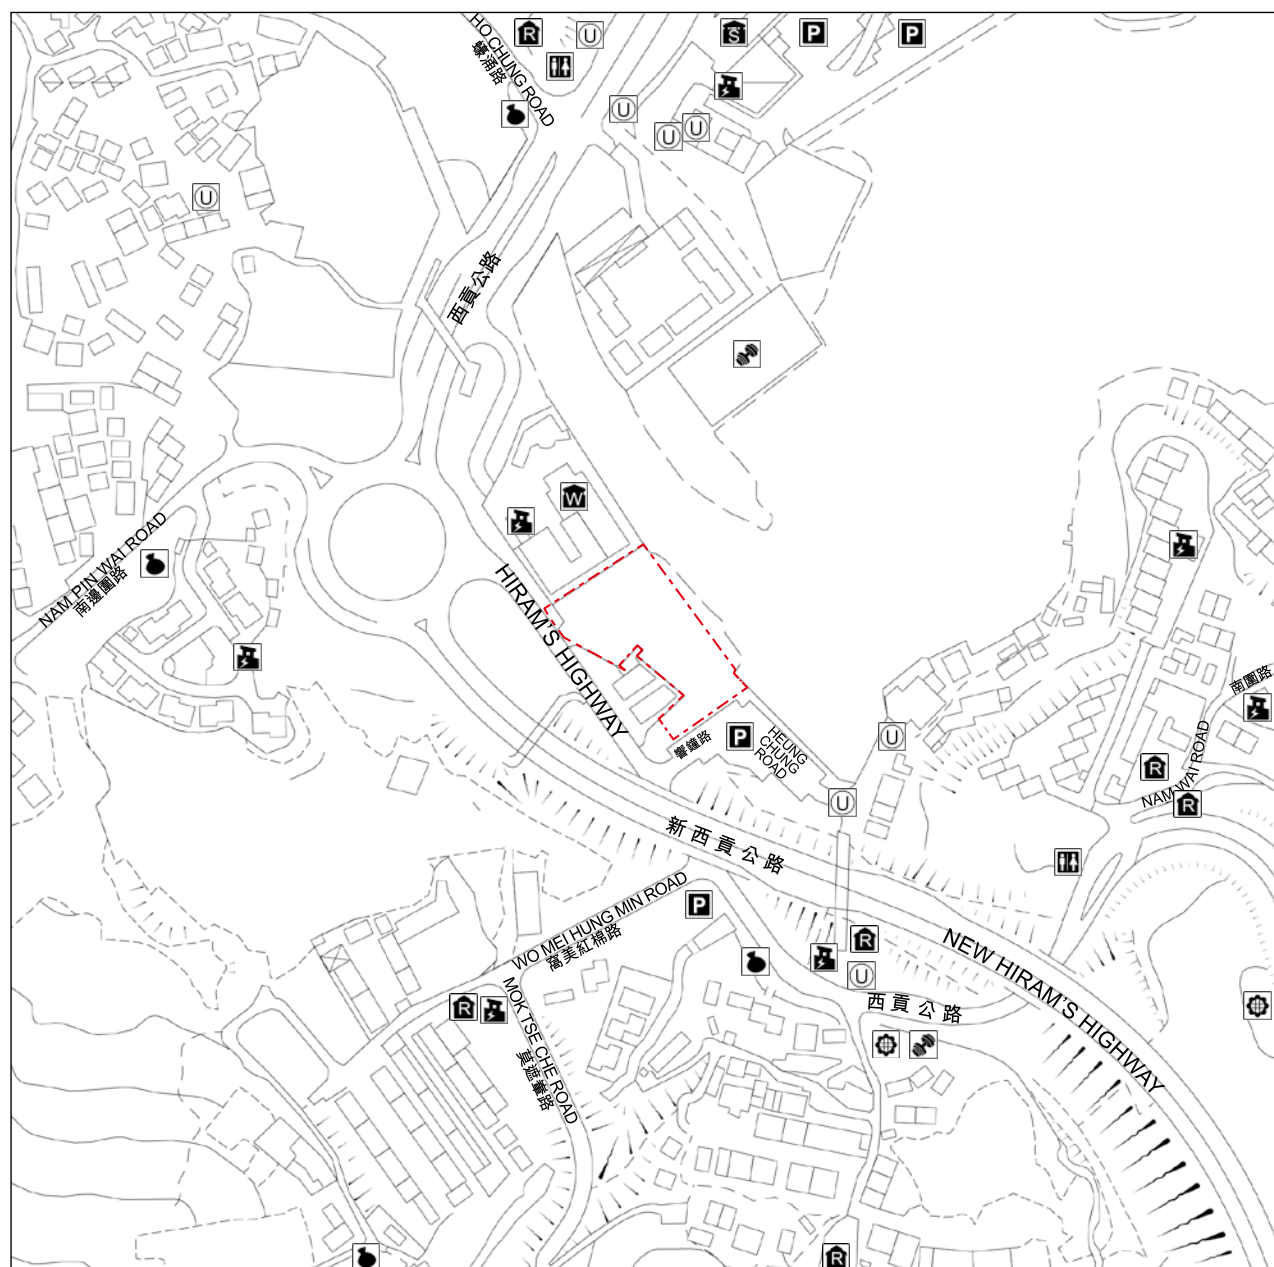 R
U
S
P
P
HO CHUNG ROAD
蠔涌路
U
U
U
U
西貢公路
W
NAM PIN WAI ROAD
南邊圍路
HIRAM'S HIGHWAY
南圍路
響鐘路
P
HEUNG
CHUNG
ROAD
U
NAM WAI ROAD
R
R
U
新西貢公路
WO MEI HUNG MIN ROAD
窩美紅棉路
P
R
U
NEW HIRAM'S HIGHWAY
西貢公路
R
MOK TSE CHE ROAD
莫遮輋路
R